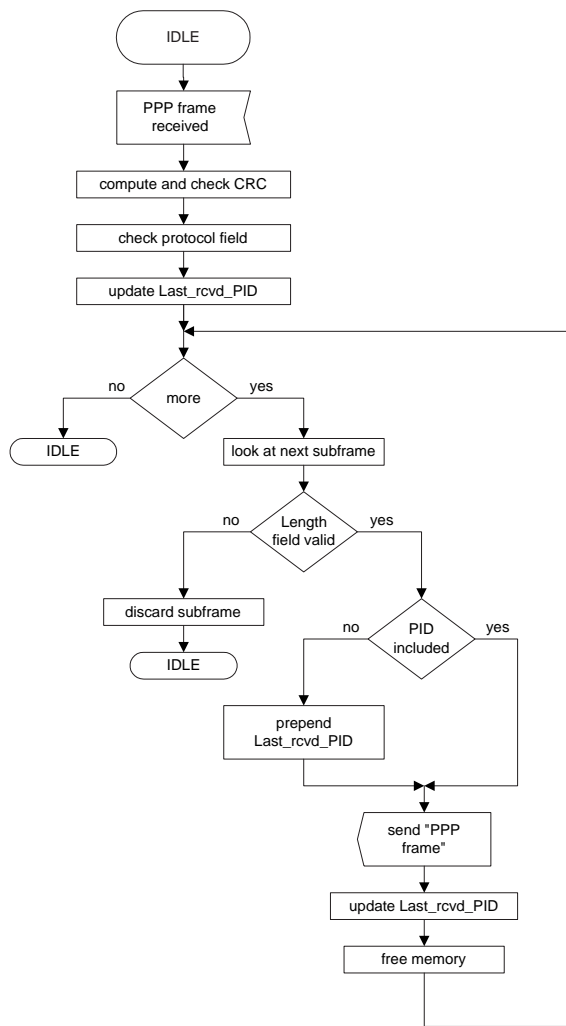 IDLE
PPP frame
received
compute and check CRC
check protocol field
update Last_rcvd_PID
no
more
yes
IDLE
look at next subframe
no
Length
field valid
yes
discard subframe
IDLE
no
PID
included
yes
prepend
Last_rcvd_PID
send "PPP
frame"
update Last_rcvd_PID
free memory